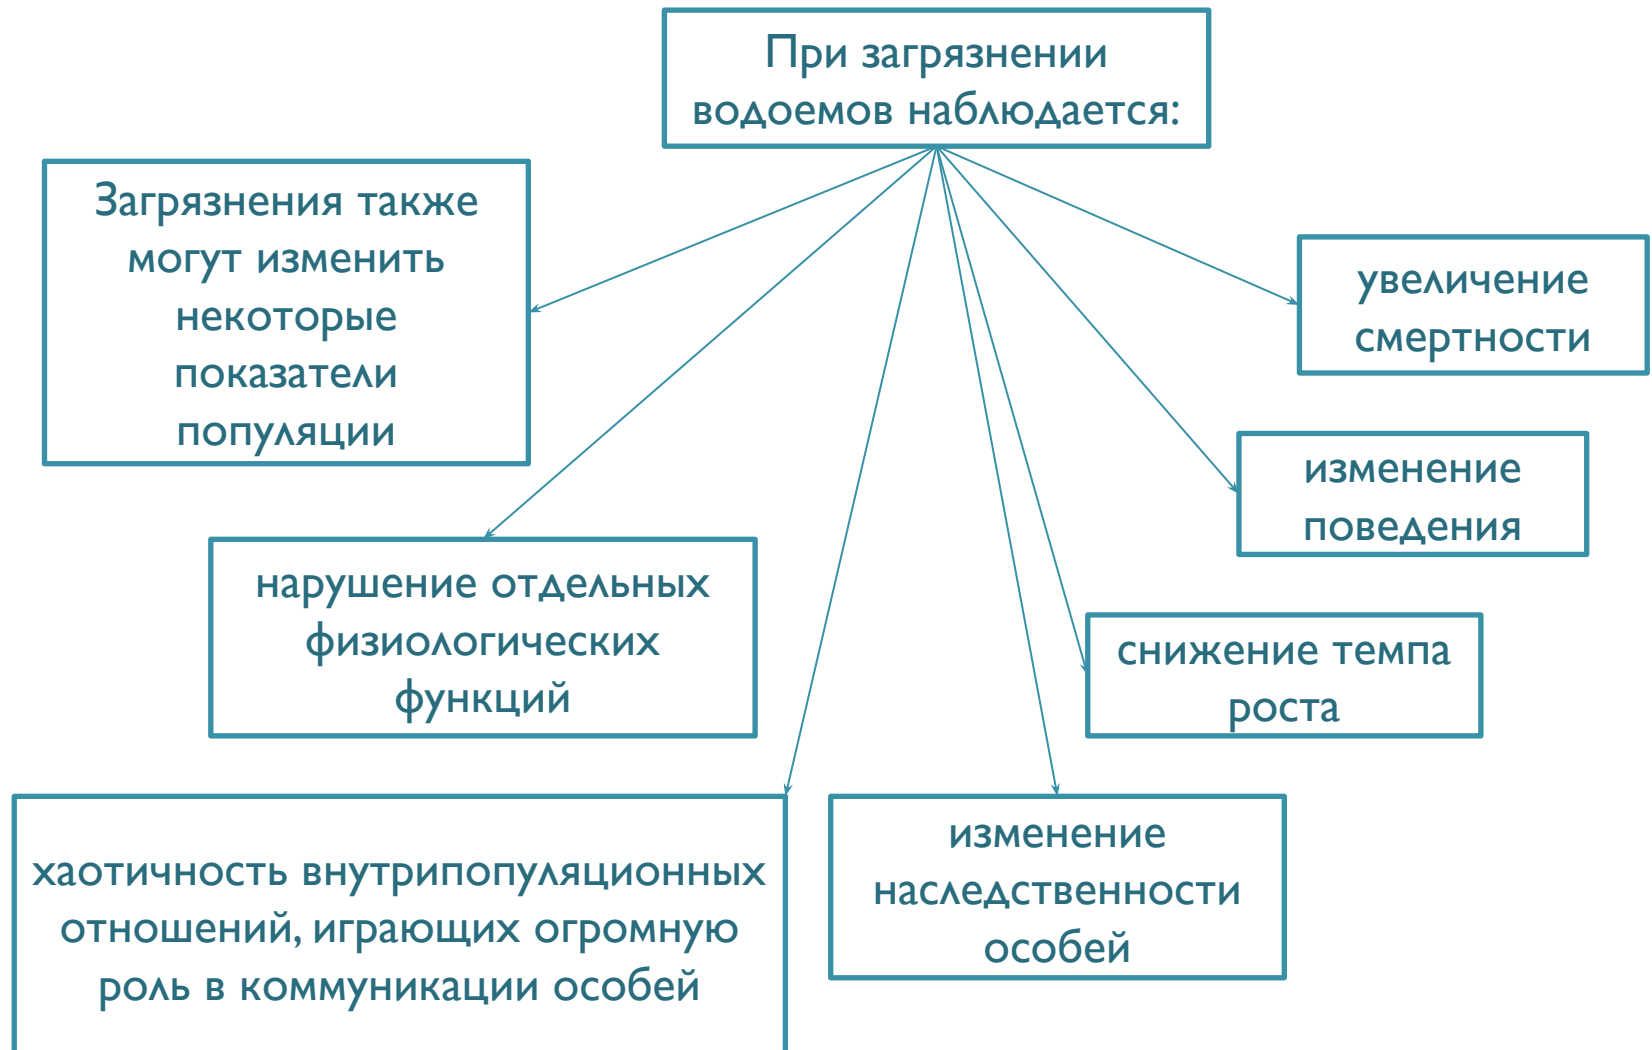 При загрязнении
водоемов наблюдается:
Загрязнения также
могут изменить
некоторые
показатели
популяции
увеличение
смертности
изменение
поведения
нарушение отдельных
физиологических
функций
снижение темпа
роста
хаотичность внутрипопуляционных
отношений, играющих огромную
роль в коммуникации особей
изменение
наследственности
особей